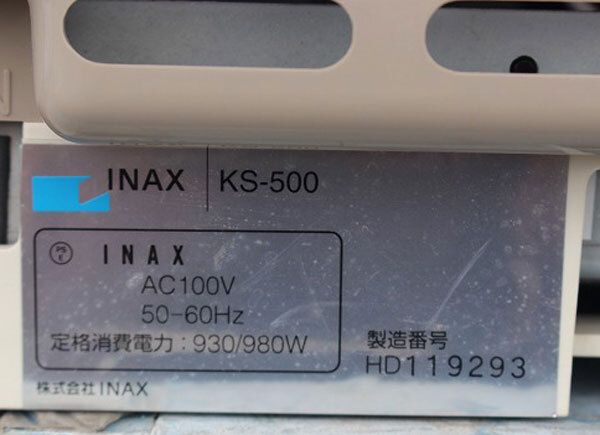 INAX KS-500
PS
E
INAX
AC100V
50-60Hz
定格消費電力:930/980W
製造番号
HD119293
株式会社INAX